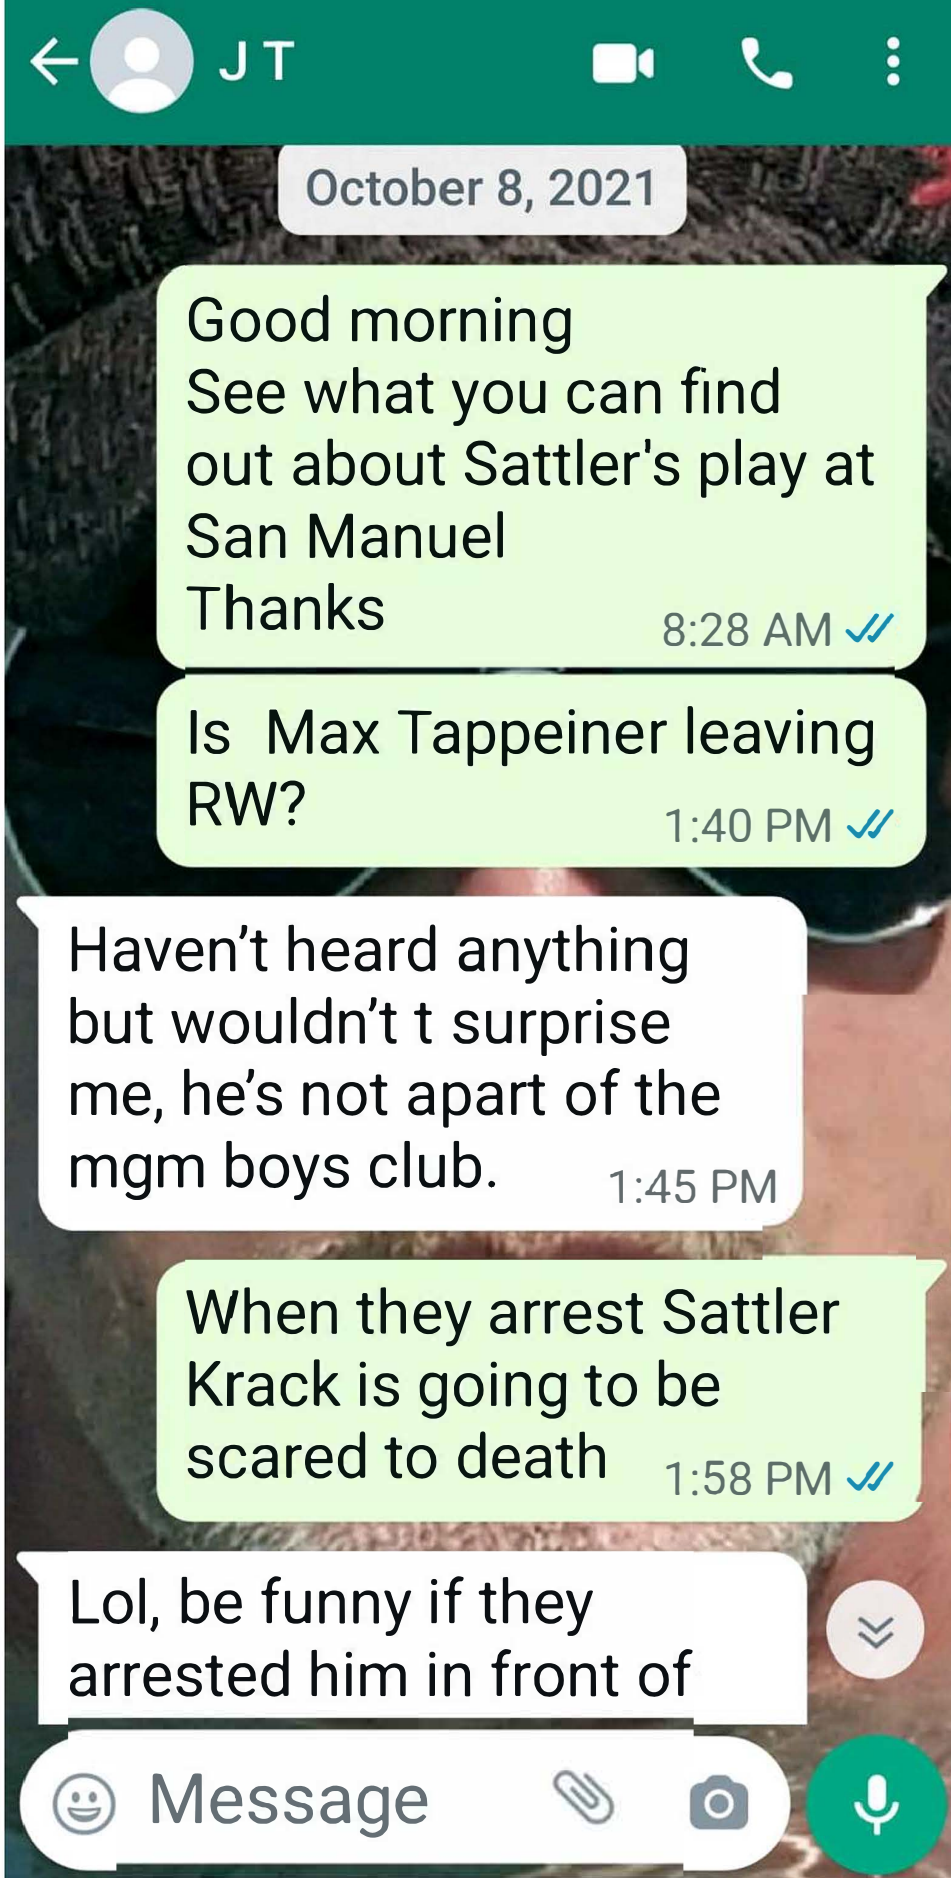 J T
October 8, 2021
Good morning
See what you can find
out about Sattler's play at
San Manuel
Thanks
8:28 AM
Is  Max Tappeiner leaving
RW?
1:40 PM
Haven’t heard anything
but wouldn’t t surprise
me, he’s not apart of the
mgm boys club.
1:45 PM
When they arrest Sattler
Krack is going to be
scared to death
1:58 PM
Lol, be funny if they
arrested him in front of
Message